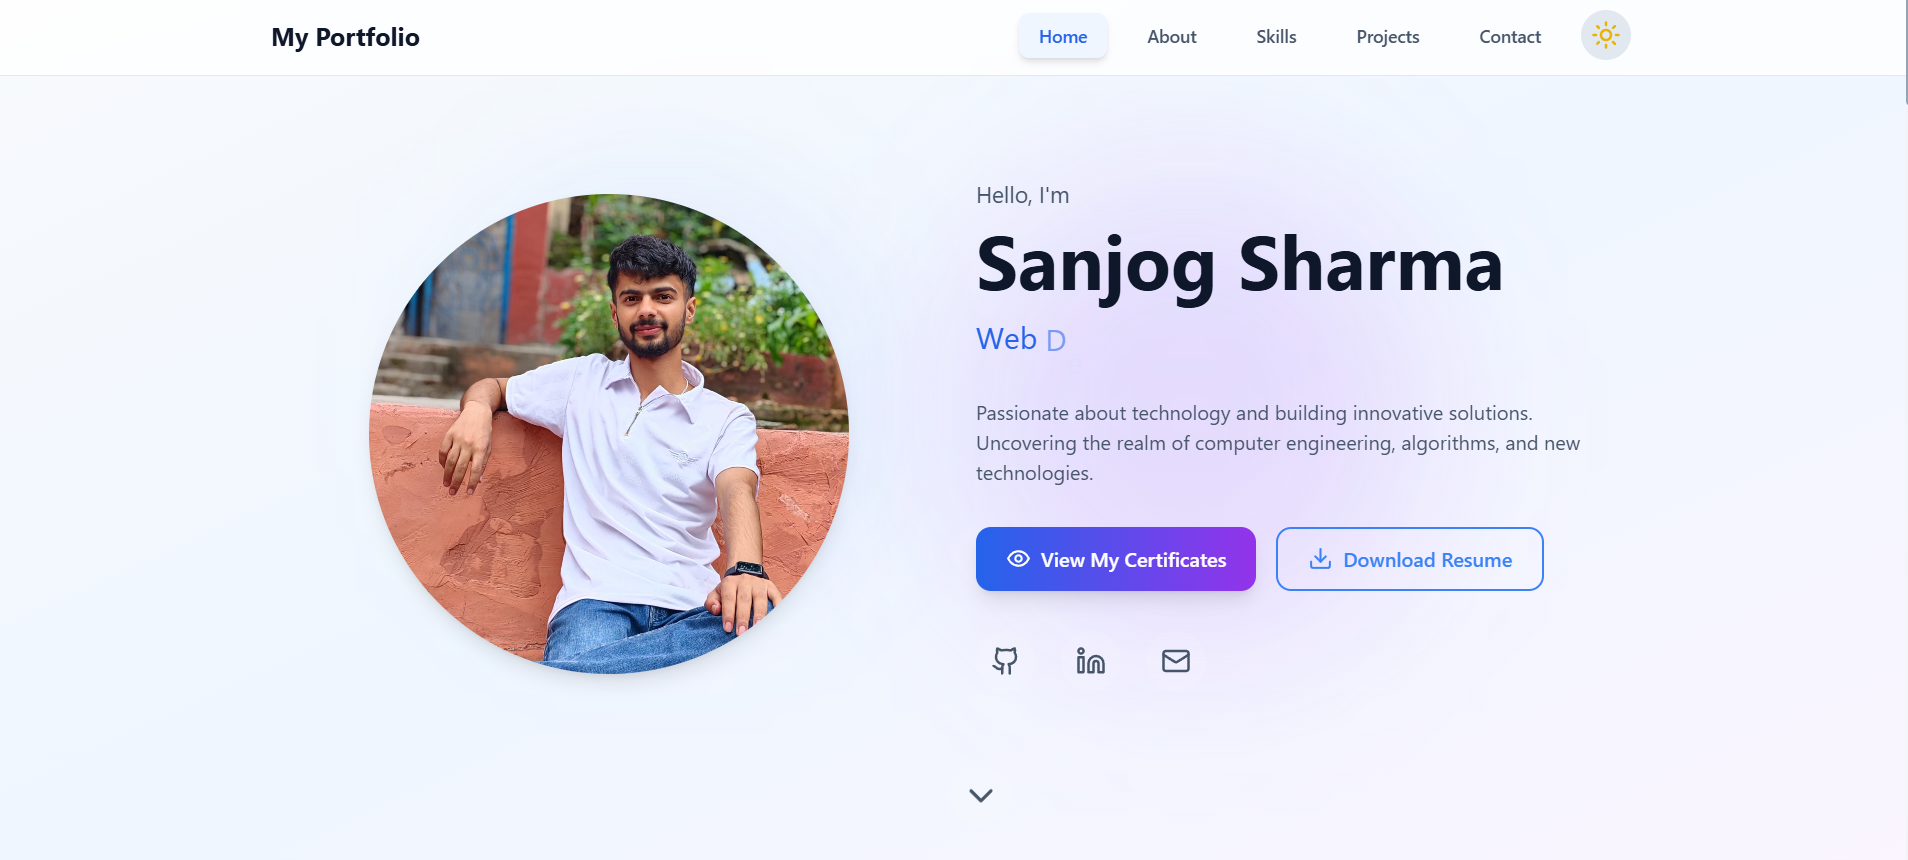 My Portfolio
Home
About
Skills
Projects
Contact
Hello, I'm
Sanjog Sharma
Web D
Passionate about technology and building innovative solutions.
Uncovering the realm of computer engineering, algorithms, and new
technologies.
View My Certificates
Download Resume